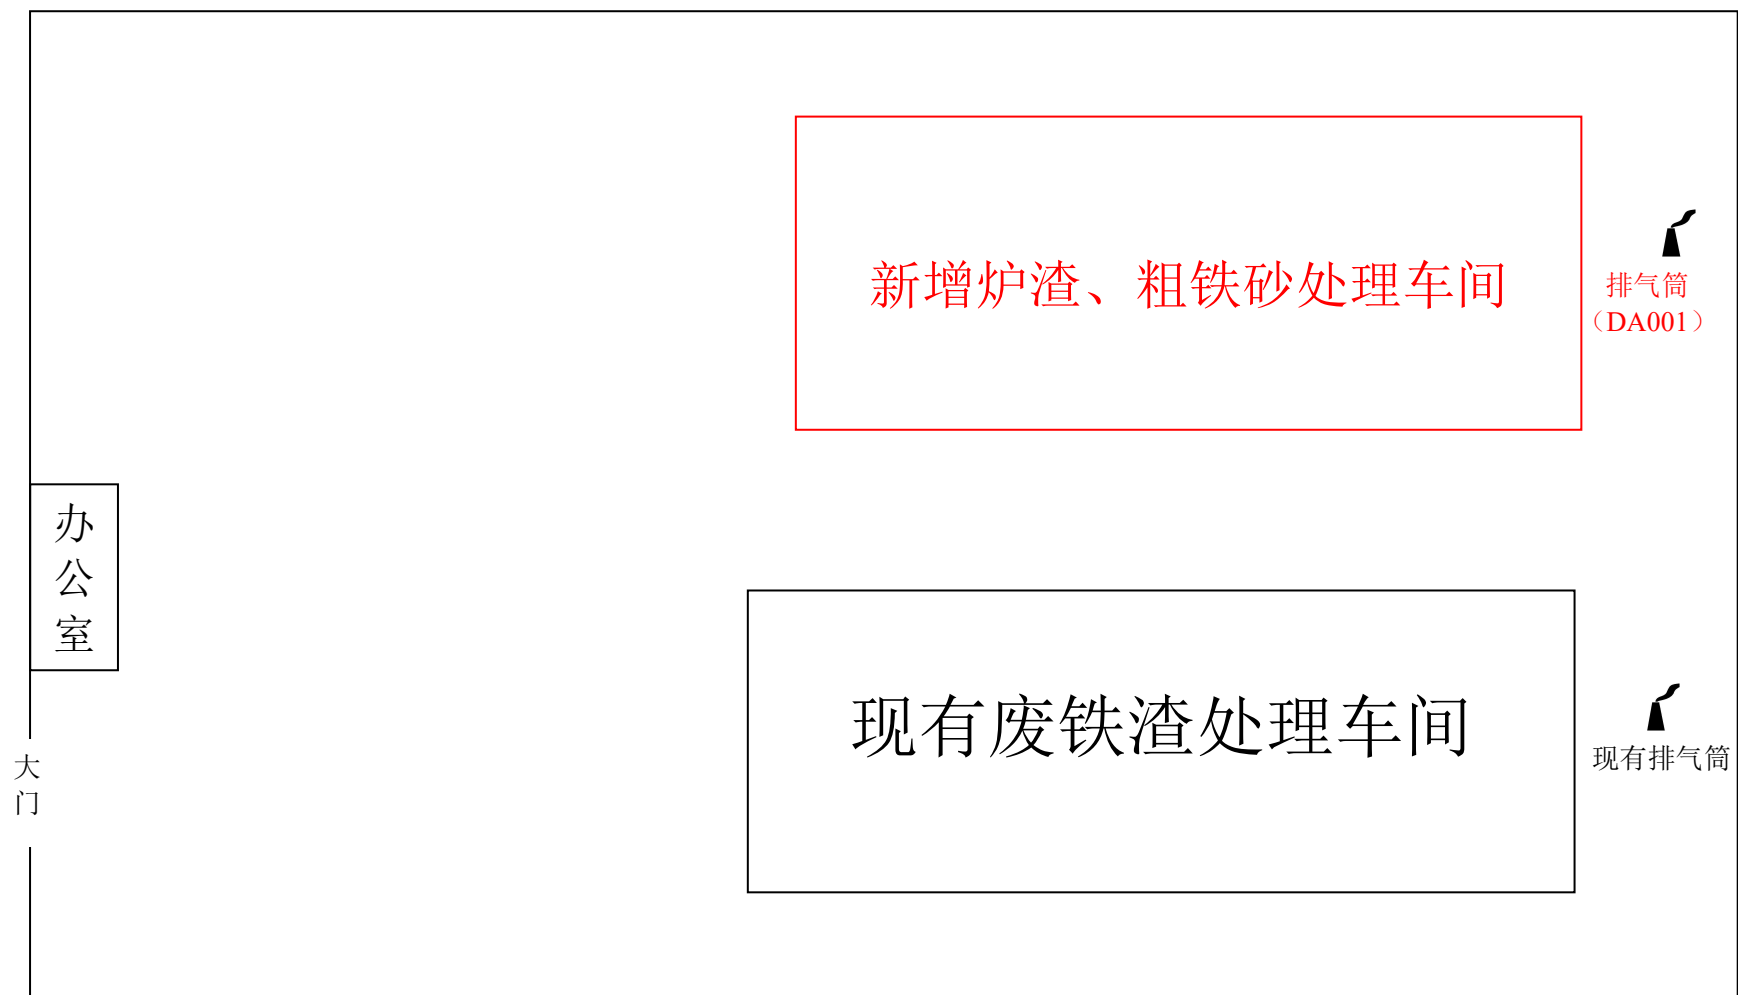 新增炉渣、粗铁砂处理车间
排气筒
（DA001）
办
公
室
现有废铁渣处理车间
现有排气筒
大
门